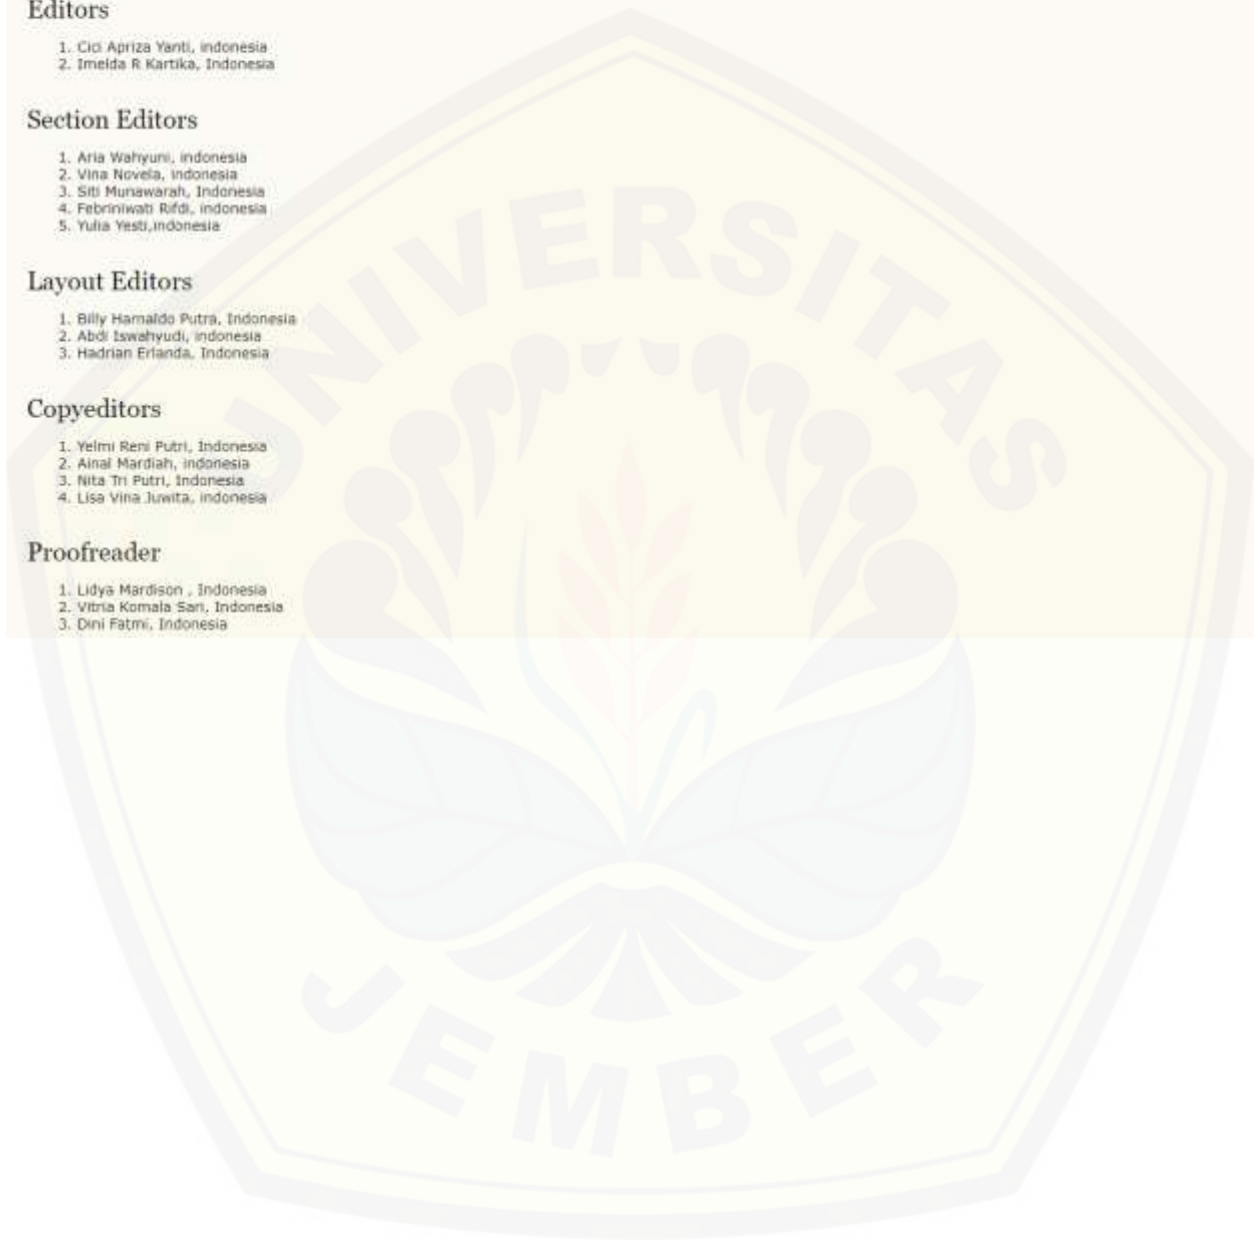 Editors
1. Cici Apriza Yanti, indonesia
2. Imelda R Kartika, Indonesia
Section Editors
1. Aria Wahyuni, indonesia
2. Vina Novela, indonesia
3. Siti Munawarah, Indonesia
4. Febriniwati Rifdi, indonesia
5. Yulia Yesti,indonesia
Layout Editors
1. Billy Harnaldo Putra, Indonesia
2. Abdi Iswahyudi, indonesia
3. Hadrian Erlanda, Indonesia
Copyeditors
1. Yelmi Reni Putri, Indonesia
2. Ainal Mardiah, indonesia
3. Nita Tri Putri, Indonesia
4. Lisa Vina Juwita, indonesia
Proofreader
1. Lidya Mardison , Indonesia
2. Vitria Komala Sari, Indonesia
3. Dini Fatmi, Indonesia
UNIVERSITAS
JEMBER